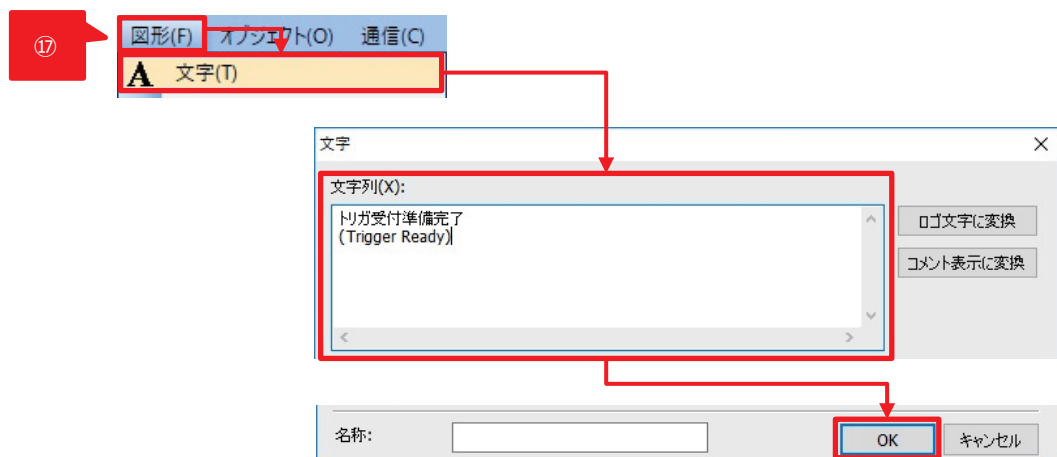 ⑰
図形(F) オブジェクト(O) 通信(C)
A 文字(T)
文字
文字列(X):
トリガ受付準備完了
(Trigger Ready)
ロゴ文字に変換
コメント表示に変換
名称:
OK
キャンセル